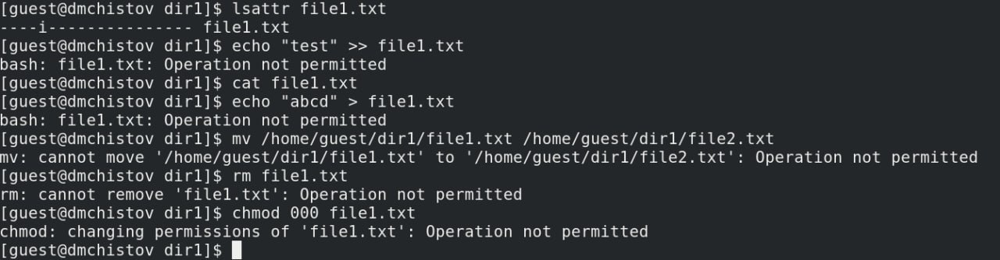 [guest@dmchistov dir1]$ lsattr file1.txt
----i--------------- file1.txt
[guest@dmchistov dir1]$ echo "test" >> file1.txt
bash: file1.txt: Operation not permitted
[guest@dmchistov dir1]$ cat file1.txt
[guest@dmchistov dir1]$ echo "abcd" > file1.txt
bash: file1.txt: Operation not permitted
[guest@dmchistov dir1]$ mv /home/guest/dir1/file1.txt /home/guest/dir1/file2.txt
mv: cannot move '/home/guest/dir1/file1.txt' to '/home/guest/dir1/file2.txt': Operation not permitted
[guest@dmchistov dir1]$ rm file1.txt
rm: cannot remove 'file1.txt': Operation not permitted
[guest@dmchistov dir1]$ chmod 000 file1.txt
chmod: changing permissions of 'file1.txt': Operation not permitted
[guest@dmchistov dir1]$